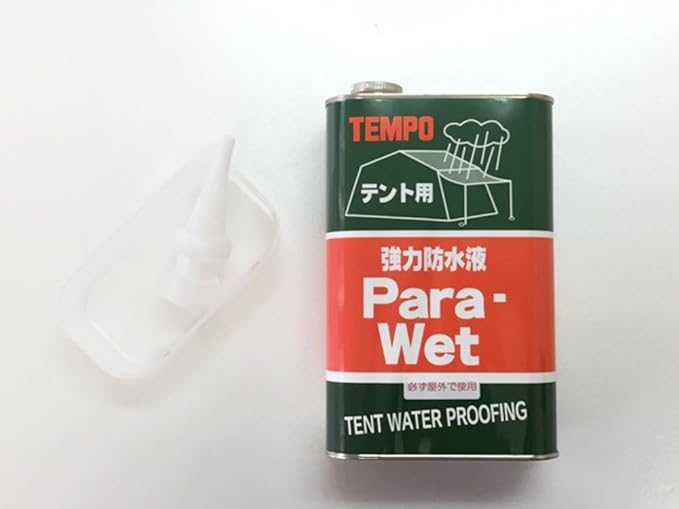 TEMPO
テント用
強力防水液
Para-
Wet
必ず屋外で使用
TENT WATER PROOFING